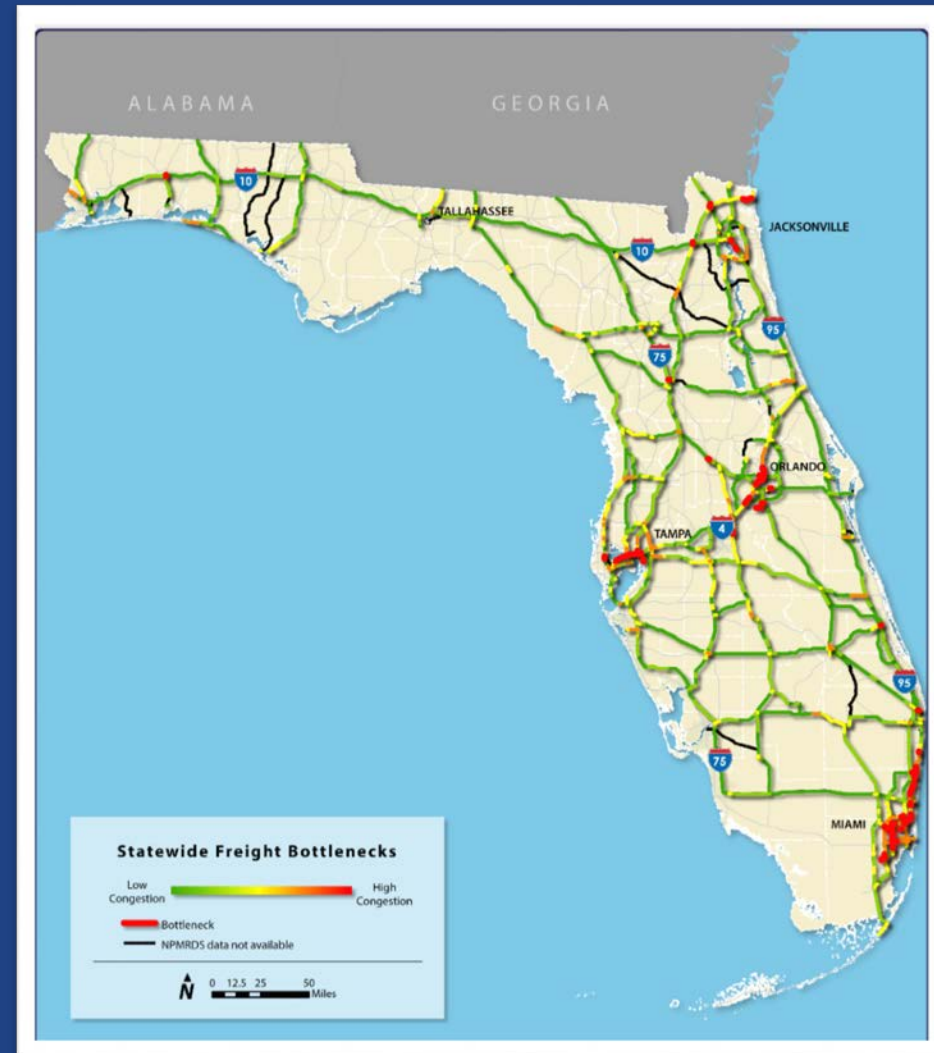 ALABAMA
GEORGIA
10
TALLAHASSEE
JACKSONVILLE
10
95
75
ORLANDO
4
TAMPA
95
75
MIAMI
Statewide Freight Bottlenecks
Low Congestion
High Congestion
Bottleneck
NPMRDS data not available
N
0 12.5 25 50
Miles